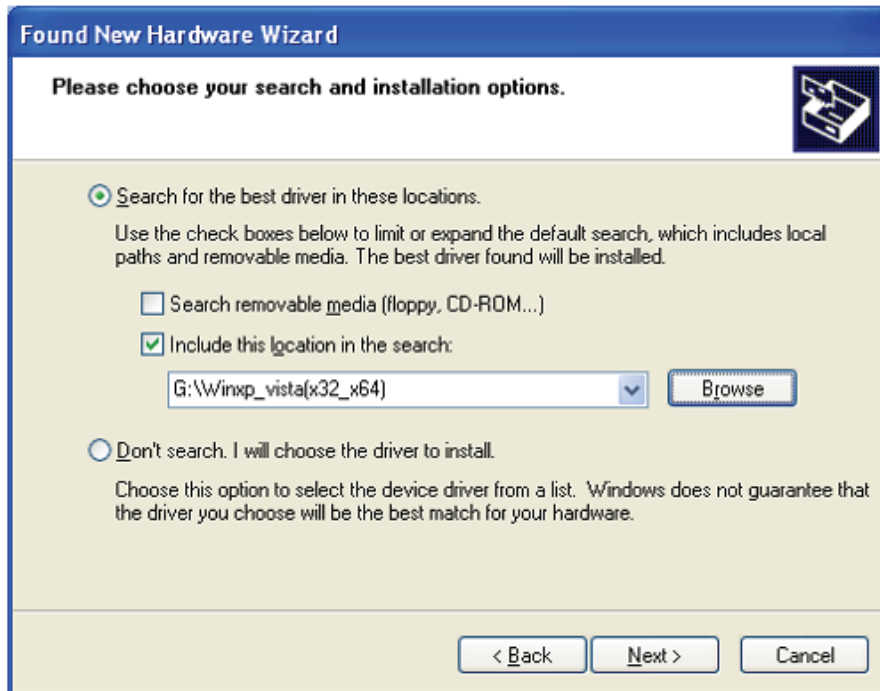 Found New Hardware Wizard
Please choose your search and installation options.
Search for the best driver in these locations.
Use the check boxes below to limit or expand the default search, which includes local
paths and removable media. The best driver found will be installed.
Search removable media (floppy, CD-ROM...)
Include this location in the search:
G:\Winxp_vista(x32_x64)
Browse
Don't search. I will choose the driver to install.
Choose this option to select the device driver from a list. Windows does not guarantee that
the driver you choose will be the best match for your hardware.
< Back
Next >
Cancel